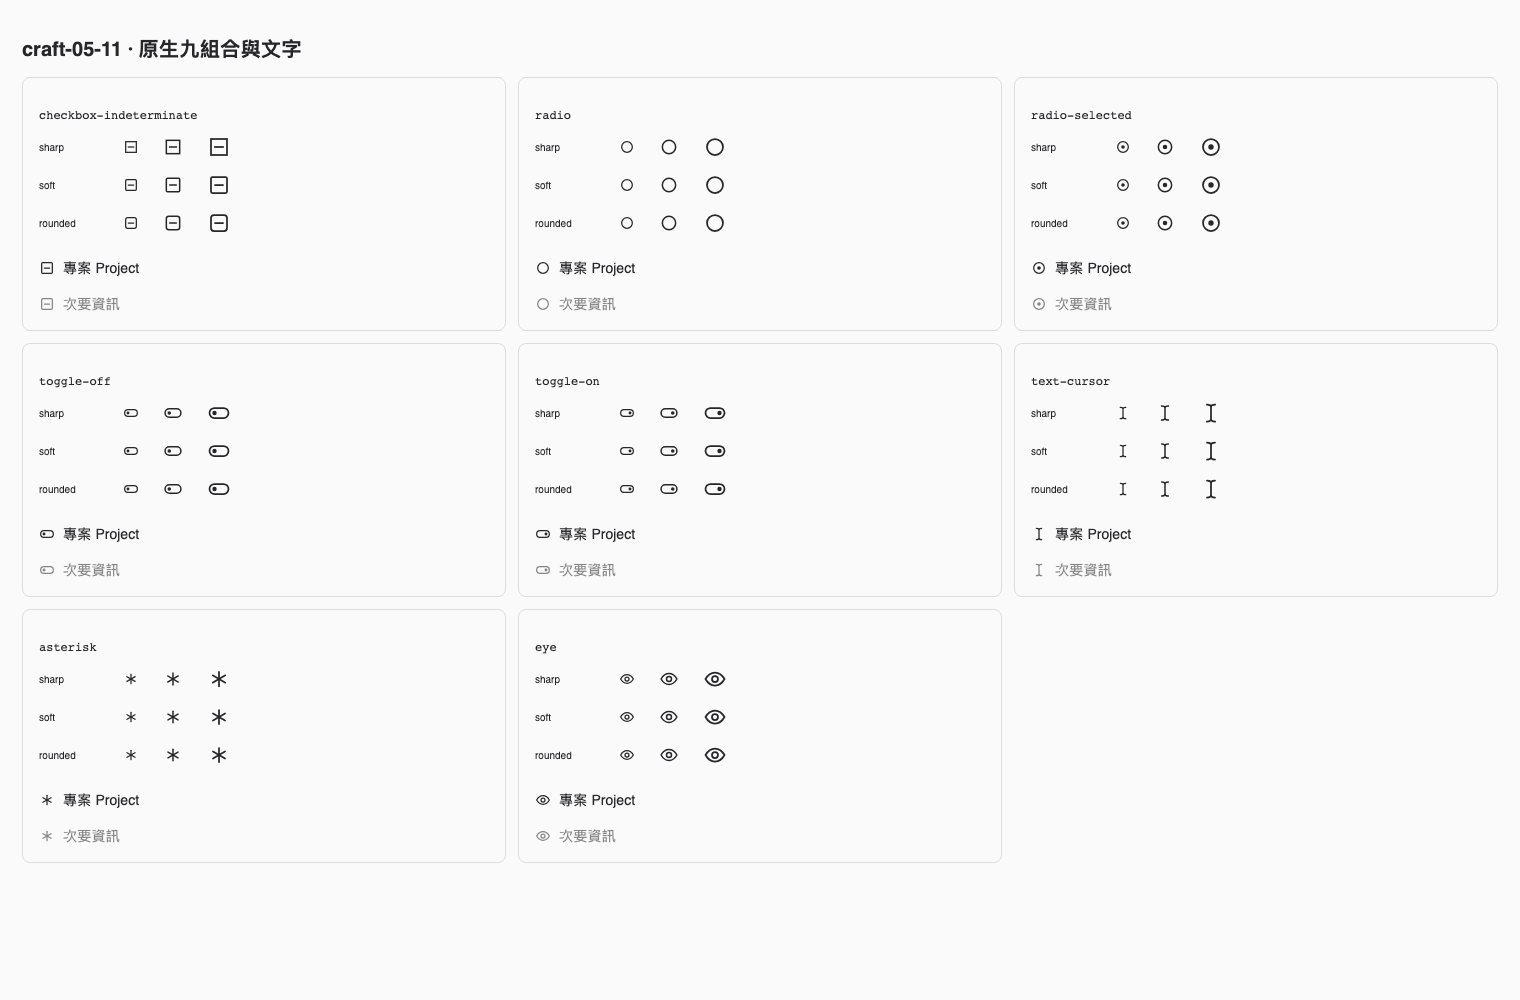 craft-05-11 · 原生九組合與文字
checkbox-indeterminate
sharp
soft
rounded
專案 Project
次要資訊
radio
sharp
soft
rounded
專案 Project
次要資訊
radio-selected
sharp
soft
rounded
專案 Project
次要資訊
toggle-off
sharp
soft
rounded
專案 Project
次要資訊
toggle-on
sharp
soft
rounded
專案 Project
次要資訊
text-cursor
sharp
soft
rounded
專案 Project
次要資訊
asterisk
sharp
soft
rounded
專案 Project
次要資訊
eye
sharp
soft
rounded
專案 Project
次要資訊